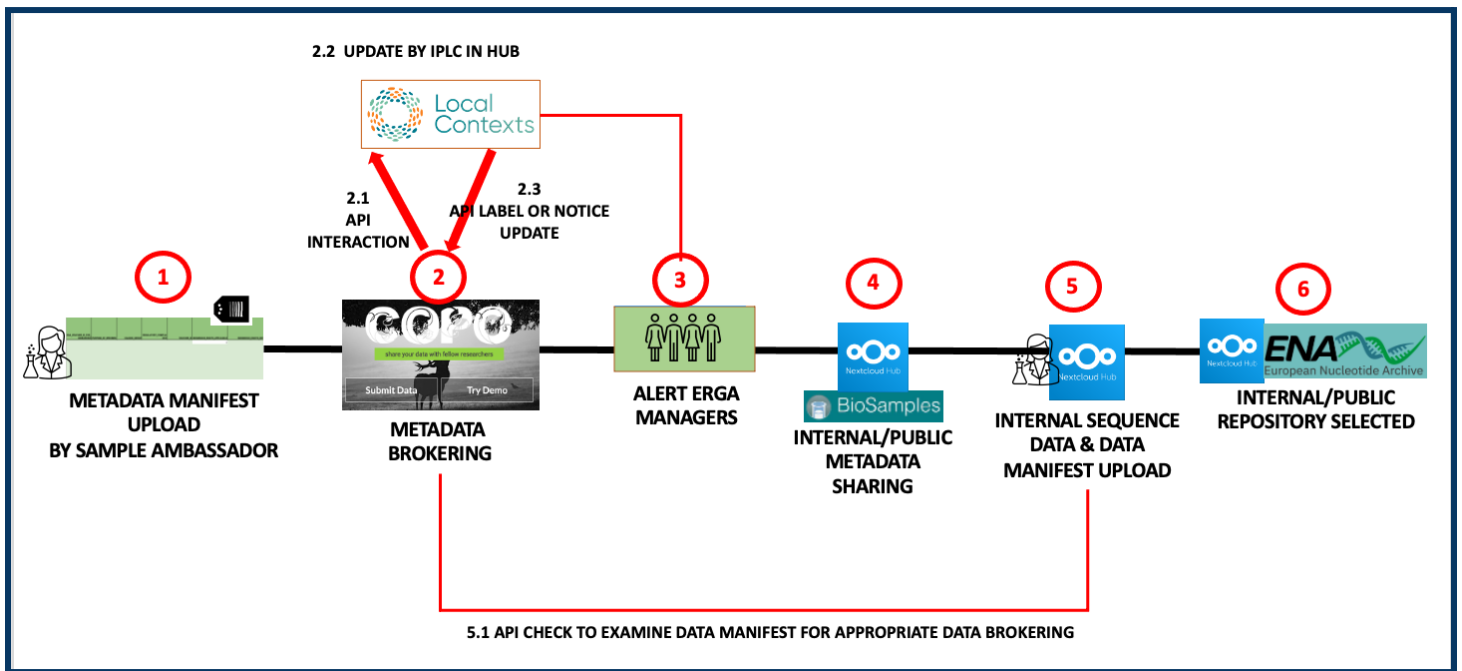 2.2 UPDATE BY IPLC IN HUB
Local
Contexts
2.1
API
INTERACTION
2.3
API LABEL OR NOTICE
UPDATE
1
METADATA MANIFEST
UPLOAD
BY SAMPLE AMBASSADOR
2
COPO
share your data with fellow researchers
Submit Data
Try Demo
METADATA
BROKERING
3
ALERT ERGA
MANAGERS
4
Nextcloud Hub
BioSamples
INTERNAL/PUBLIC
METADATA
SHARING
5
Nextcloud Hub
INTERNAL SEQUENCE
DATA & DATA
MANIFEST UPLOAD
6
Nextcloud Hub
ENA
European Nucleotide Archive
INTERNAL/PUBLIC
REPOSITORY SELECTED
5.1 API CHECK TO EXAMINE DATA MANIFEST FOR APPROPRIATE DATA BROKERING